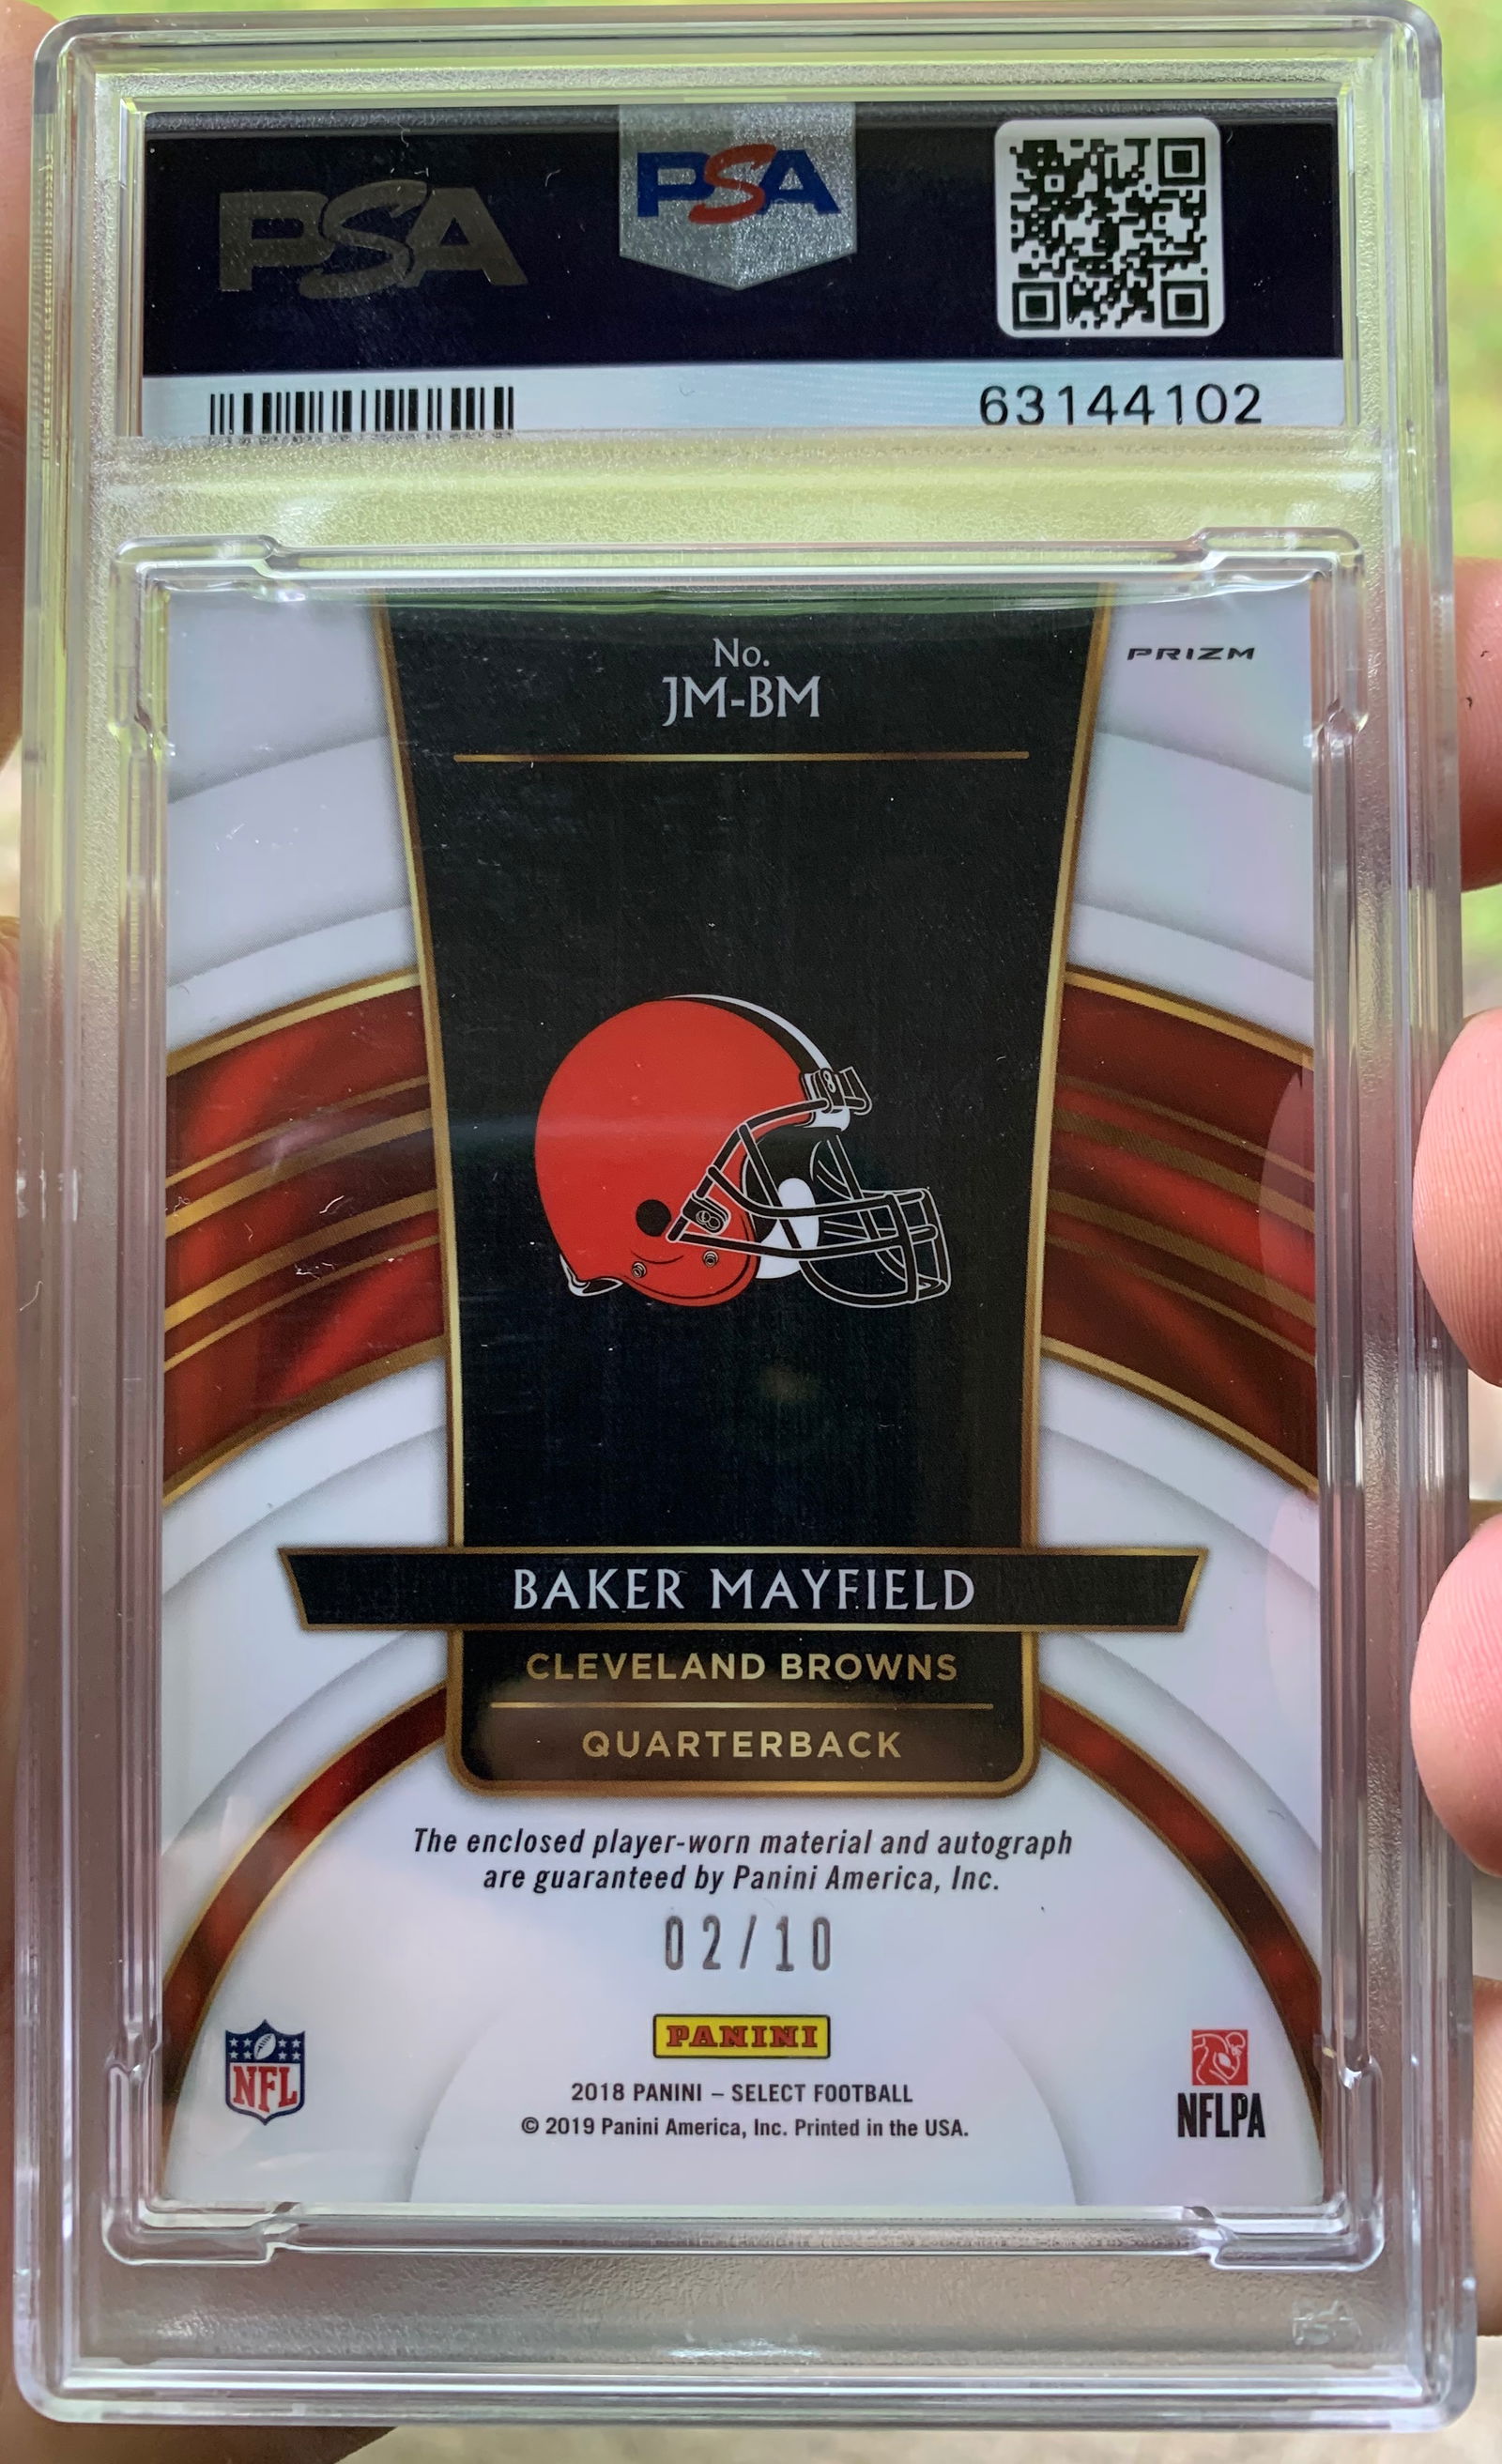 PSA
PSA
63144102
No.
JM-BM
PRIZM
BAKER MAYFIELD
CLEVELAND BROWNS
QUARTERBACK
The enclosed player-worn material and autograph
are guaranteed by Panini America, Inc.
02/10
PANINI
NFL
2018 PANINI – SELECT FOOTBALL
© 2019 Panini America, Inc. Printed in the USA.
NFLPA
PSA